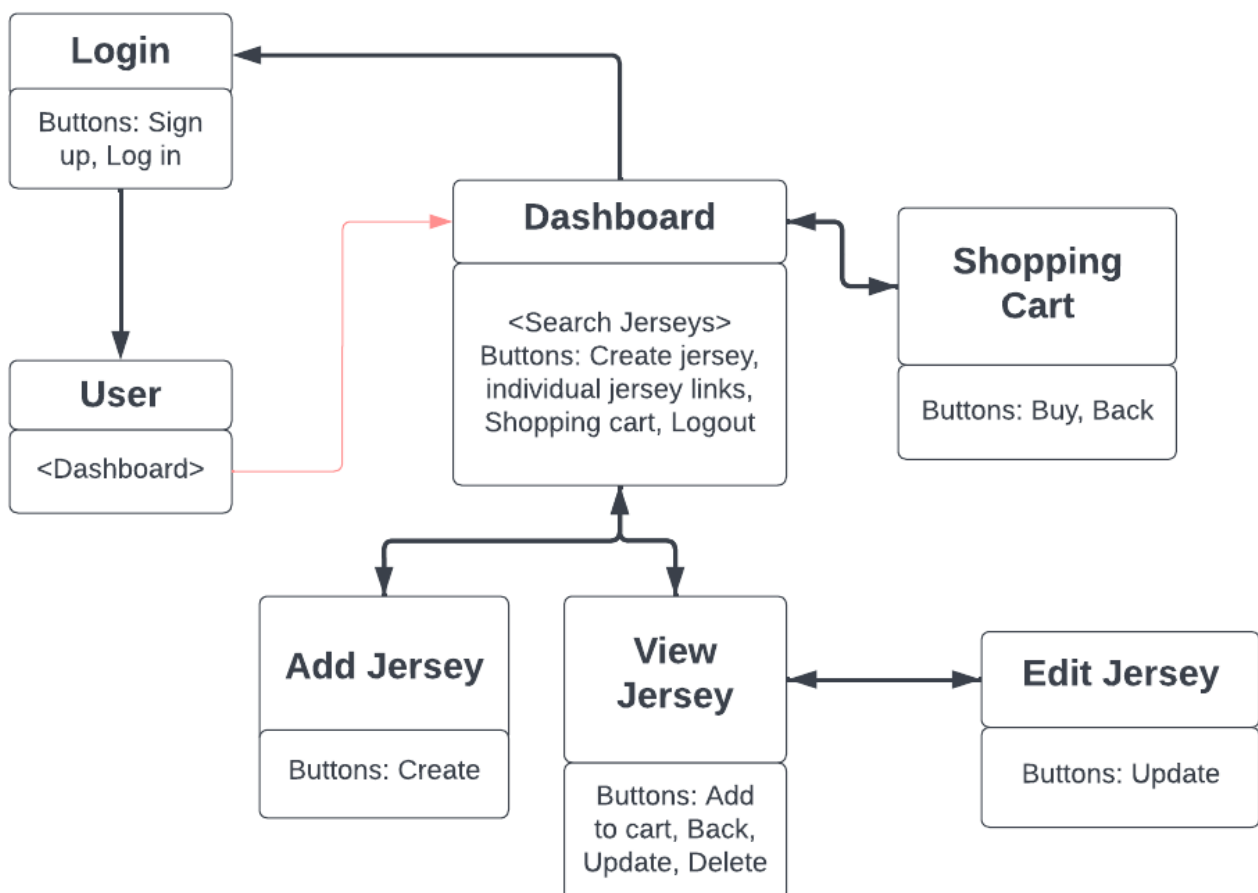 Login
Buttons: Sign
up, Log in
User
<Dashboard>
Dashboard
<Search Jerseys>
Buttons: Create jersey,
individual jersey links,
Shopping cart, Logout
Shopping
Cart
Buttons: Buy, Back
Add Jersey
Buttons: Create
View
Jersey
Buttons: Add
to cart, Back,
Update, Delete
Edit Jersey
Buttons: Update